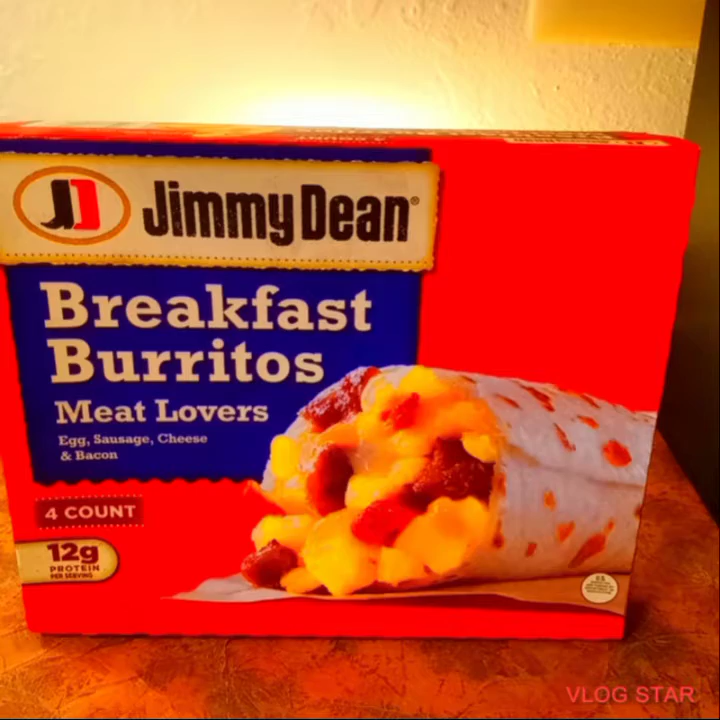 Jimmy Dean®
Breakfast
Burritos
Meat Lovers
Egg, Sausage, Cheese
& Bacon
4 COUNT
12g
PROTEIN
PER SERVING
VLOG STAR